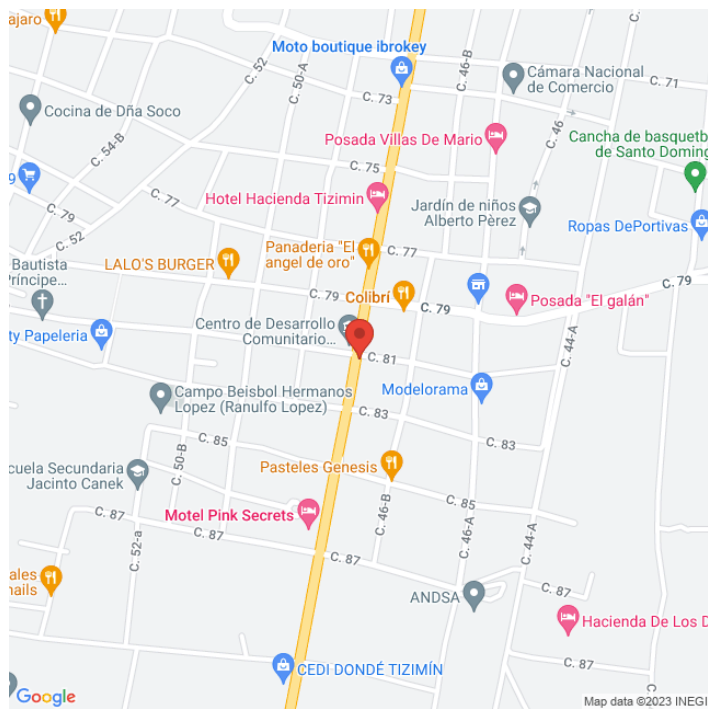 ajaro
C. 52
C. 50-A
Moto boutique ibrokey
C. 46-B
Cámara Nacional
de Comercio
C. 71
Cocina de Dña Soco
C. 73
C. 54-B
Posada Villas De Mario
C. 46
Cancha de basquetb
de Santo Doming
9
C. 75
C. 77
Hotel Hacienda Tizimin
Jardín de niños
Alberto Pèrez
C. 79
C. 52
Ropas DePortivas
Panaderia "El
angel de oro"
C. 77
Bautista
Príncipe...
LALO'S BURGER
C. 79
Colibrí
C. 79
C. 79
Posada "El galán"
ty Papeleria
Centro de Desarrollo
Comunitario...
C. 81
C. 44-A
Modelorama
Campo Beisbol Hermanos
Lopez (Ranulfo Lopez)
C. 83
C. 83
C. 85
C. 50-B
cuela Secundaria
Jacinto Canek
Pasteles Genesis
C. 85
C. 87
Motel Pink Secrets
C. 46-B
C. 46-A
C. 44-A
C. 87
C. 52-a
C. 87
ales
nails
ANDSA
C. 87
Hacienda De Los D
CEDI DONDÉ TIZIMÍN
C. 87
Google
Map data ©2023 INEGI